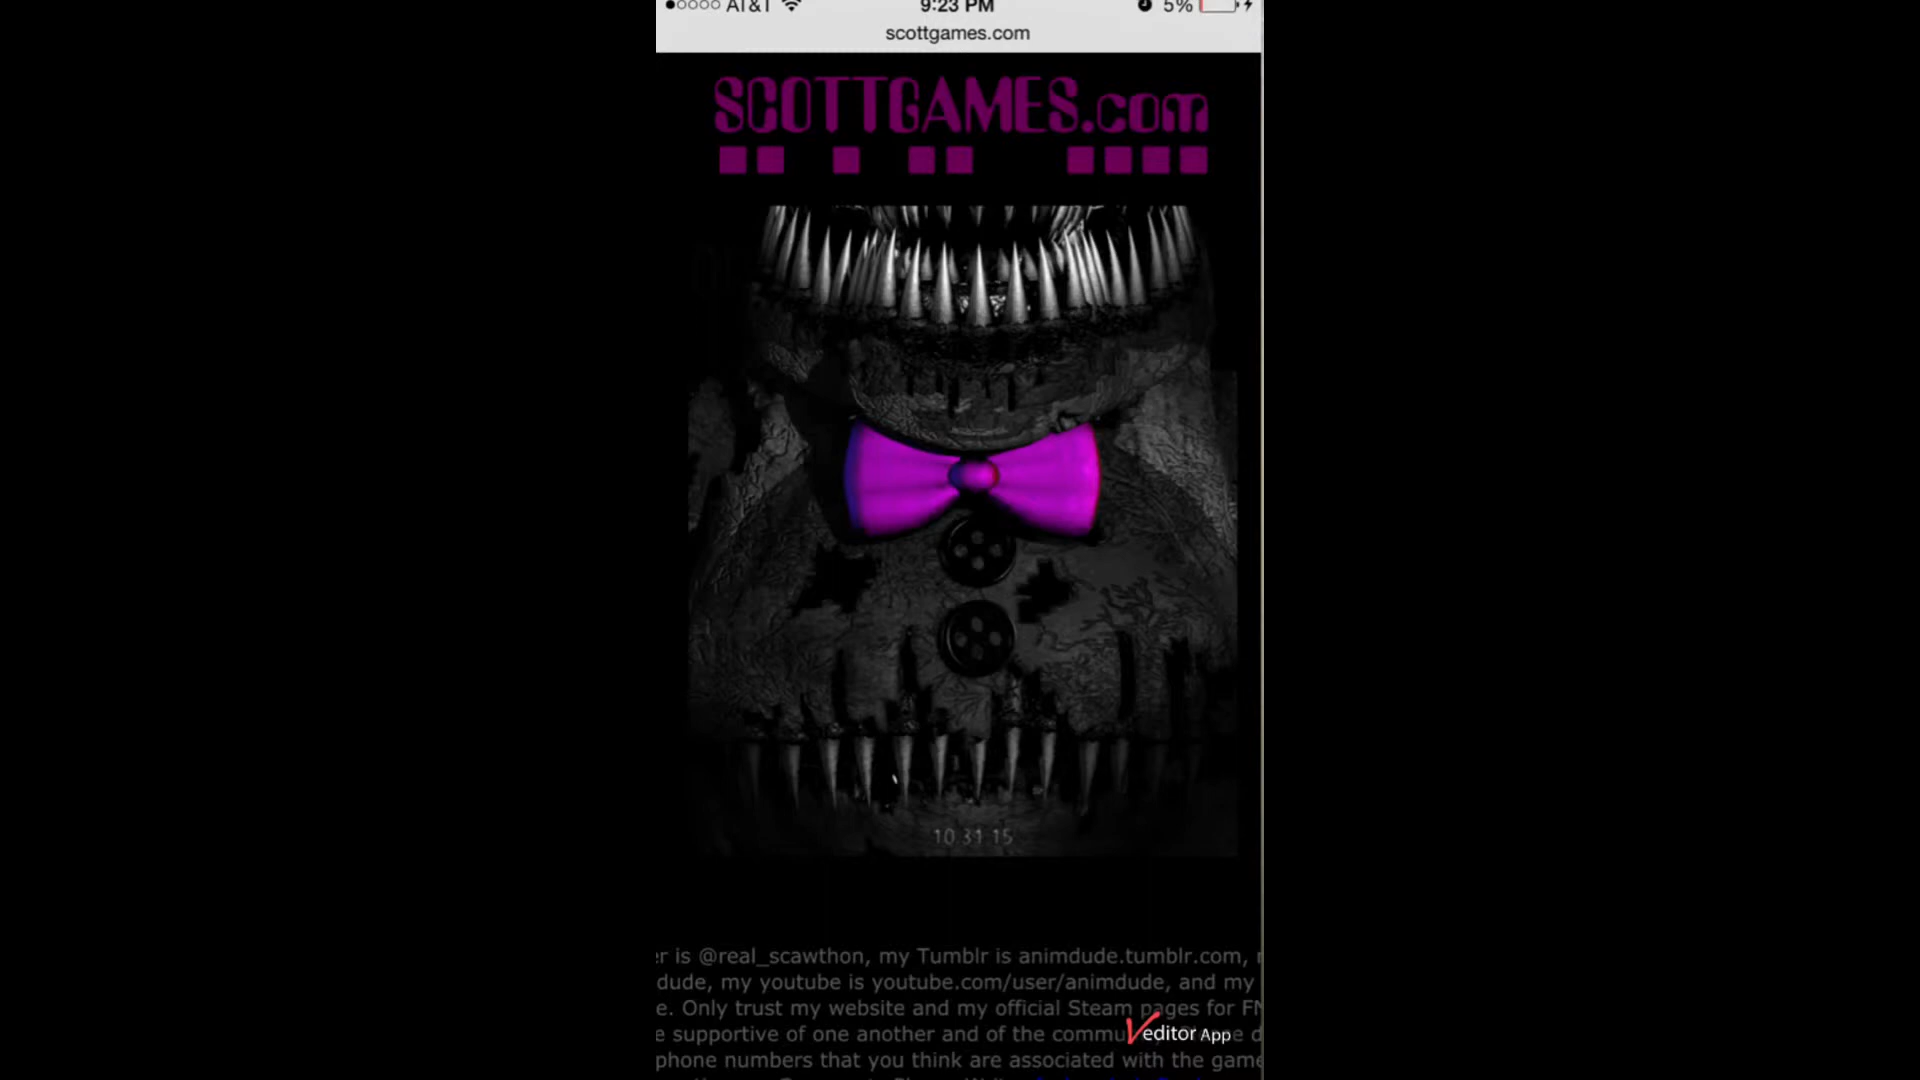 AT&T 9:23 PM 5%
scottgames.com
SCOTTGAMES.com
10 31 15
er is @real_scawthon, my Tumblr is animdude.tumblr.com,
dude, my youtube is youtube.com/user/animdude, and my
e. Only trust my website and my official Steam pages for FN
e supportive of one another and of the commu
Veditor App
phone numbers that you think are associated with the game